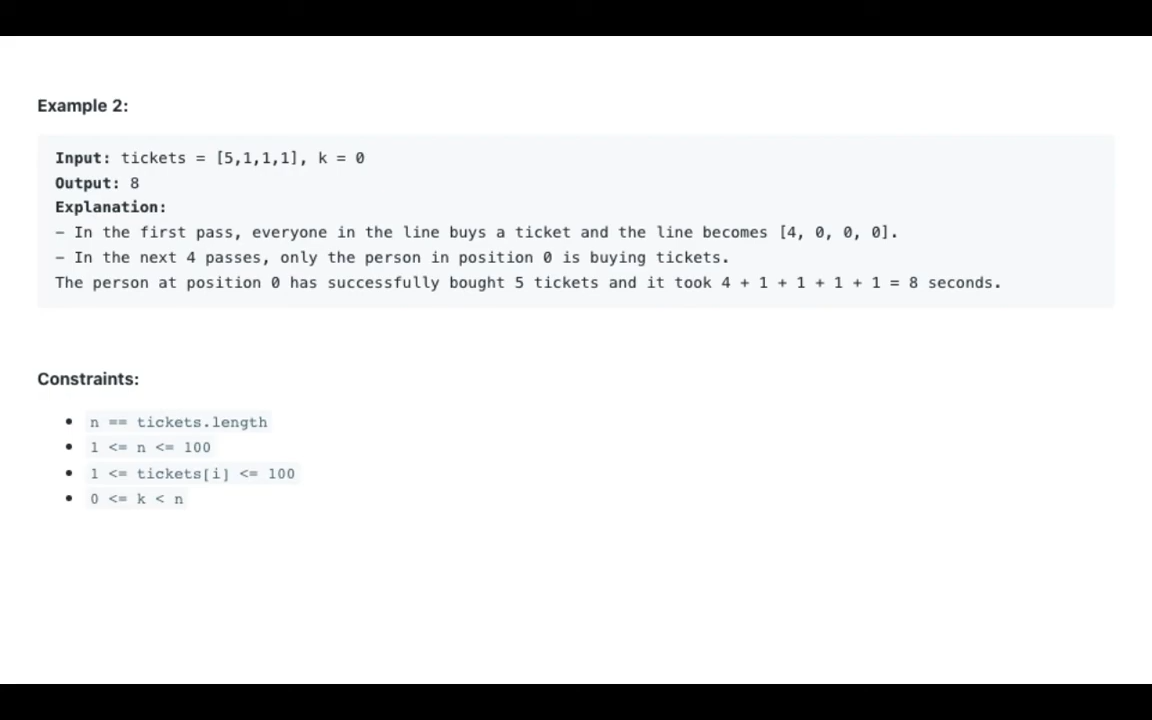 Example 2:
Input: tickets = [5,1,1,1], k = 0
Output: 8
Explanation:
– In the first pass, everyone in the line buys a ticket and the line becomes [4, 0, 0, 0].
– In the next 4 passes, only the person in position 0 is buying tickets.
The person at position 0 has successfully bought 5 tickets and it took 4 + 1 + 1 + 1 + 1 = 8 seconds.
Constraints:
• n == tickets.length
• 1 <= n <= 100
• 1 <= tickets[i] <= 100
• 0 <= k < n